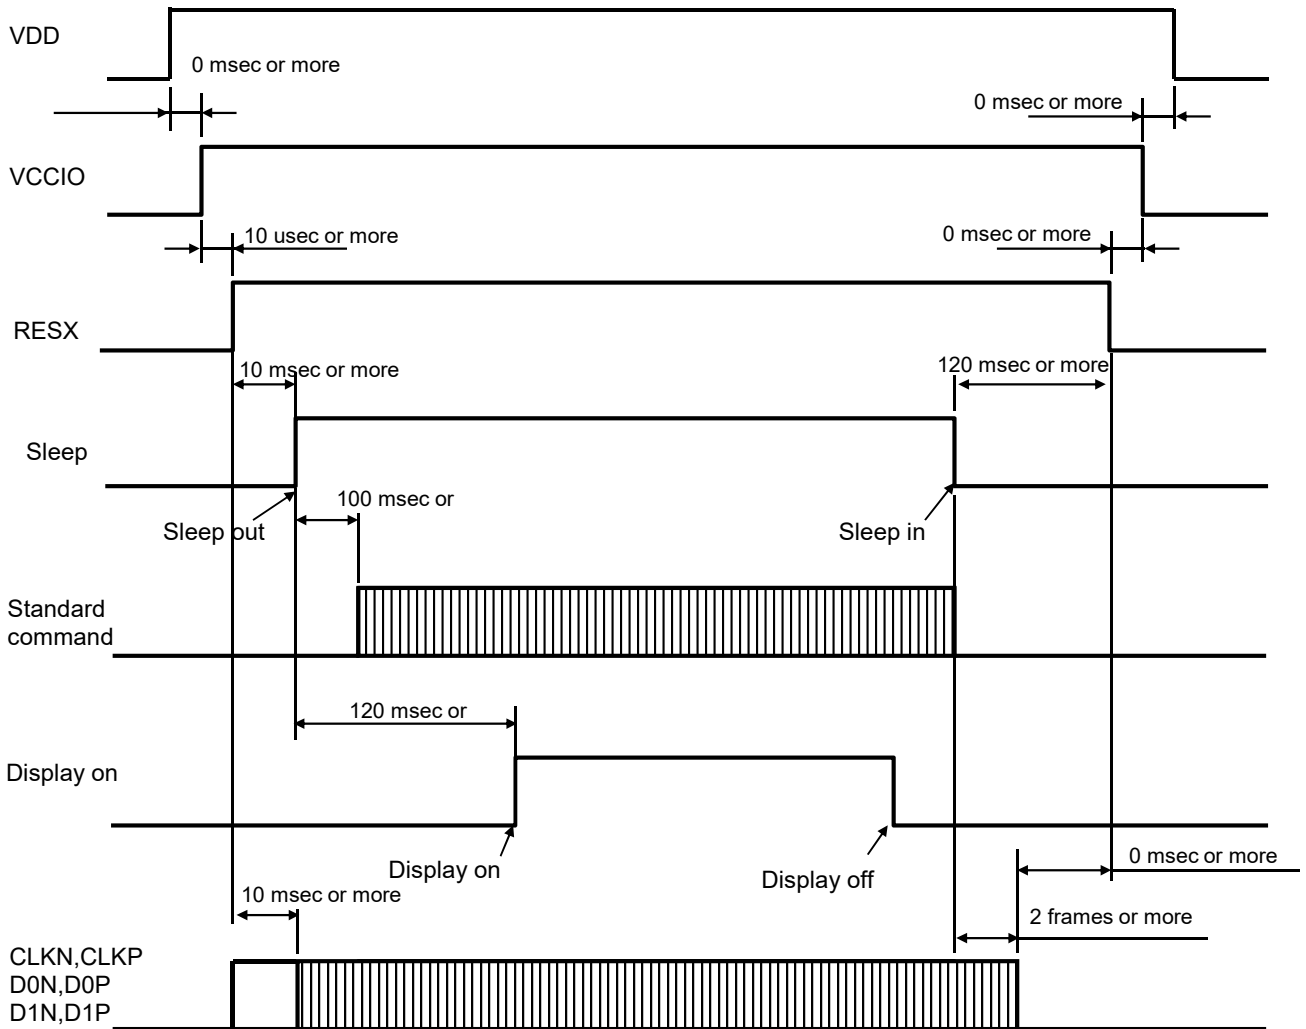 VDD
0 msec or more
0 msec or more
VCCIO
10 usec or more
0 msec or more
RESX
10 msec or more
120 msec or more
Sleep
100 msec or
Sleep out
Sleep in
Standard
command
120 msec or
Display on
Display on
Display off
0 msec or more
10 msec or more
2 frames or more
CLKN,CLKP
D0N,D0P
D1N,D1P